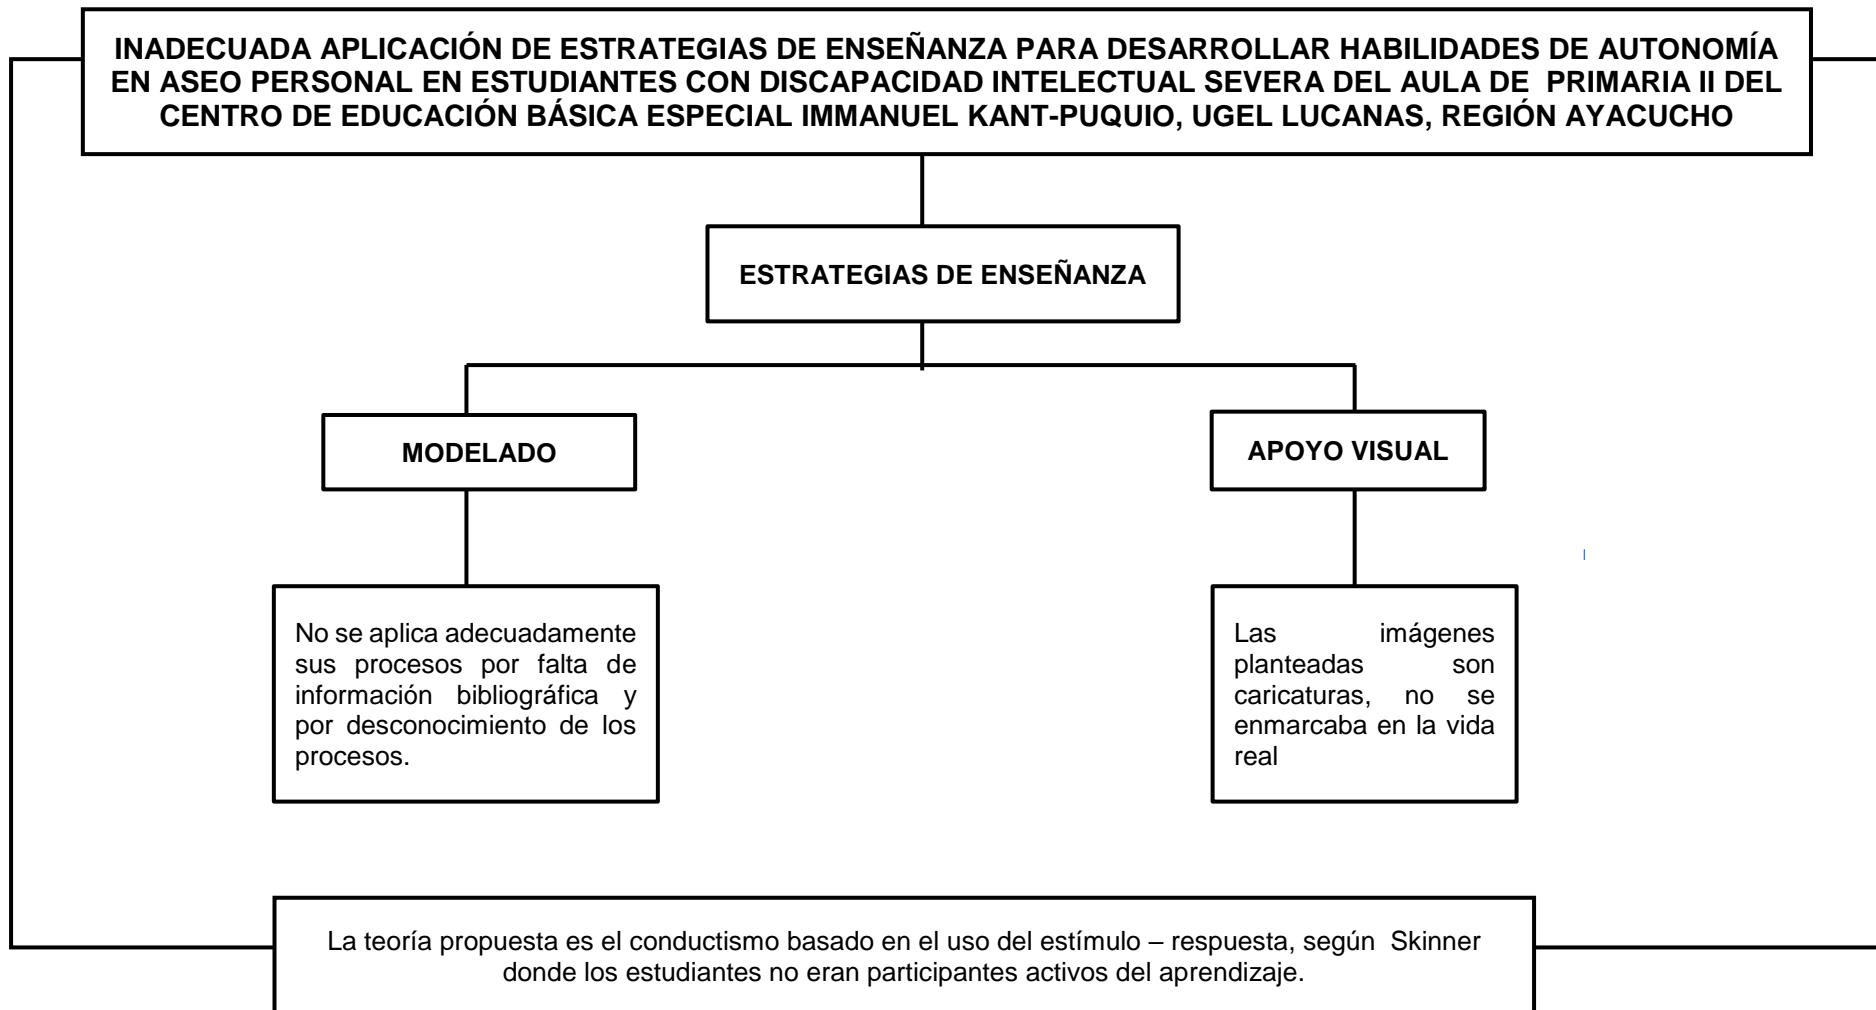 INADECUADA APLICACIÓN DE ESTRATEGIAS DE ENSEÑANZA PARA DESARROLLAR HABILIDADES DE AUTONOMÍA
EN ASEO PERSONAL EN ESTUDIANTES CON DISCAPACIDAD INTELECTUAL SEVERA DEL AULA DE PRIMARIA II DEL
CENTRO DE EDUCACIÓN BÁSICA ESPECIAL IMMANUEL KANT-PUQUIO, UGEL LUCANAS, REGIÓN AYACUCHO
ESTRATEGIAS DE ENSEÑANZA
MODELADO
APOYO VISUAL
No se aplica adecuadamente
sus procesos por falta de
información bibliográfica y
por desconocimiento de los
procesos.
Las imágenes
planteadas son
caricaturas, no se
enmarcaba en la vida
real
La teoría propuesta es el conductismo basado en el uso del estímulo – respuesta, según Skinner
donde los estudiantes no eran participantes activos del aprendizaje.